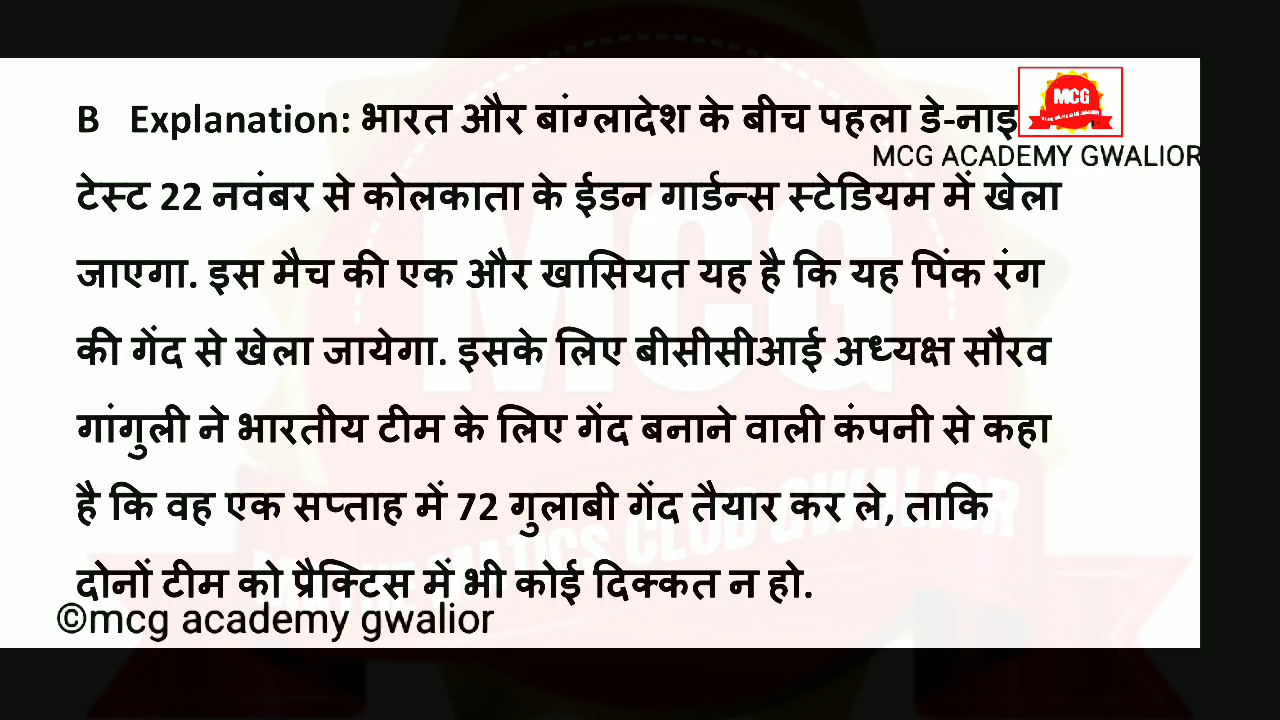 B Explanation: भारत और बांग्लादेश के बीच पहला डे-नाइ
MCG
MCG ACADEMY GWALIOR
टेस्ट 22 नवंबर से कोलकाता के ईडन गार्डन्स स्टेडियम में खेला
जाएगा. इस मैच की एक और खासियत यह है कि यह पिंक रंग
की गेंद से खेला जायेगा. इसके लिए बीसीसीआई अध्यक्ष सौरव
गांगुली ने भारतीय टीम के लिए गेंद बनाने वाली कंपनी से कहा
है कि वह एक सप्ताह में 72 गुलाबी गेंद तैयार कर ले, ताकि
दोनों टीम को प्रैक्टिस में भी कोई दिक्कत न हो.
©mcg academy gwalior